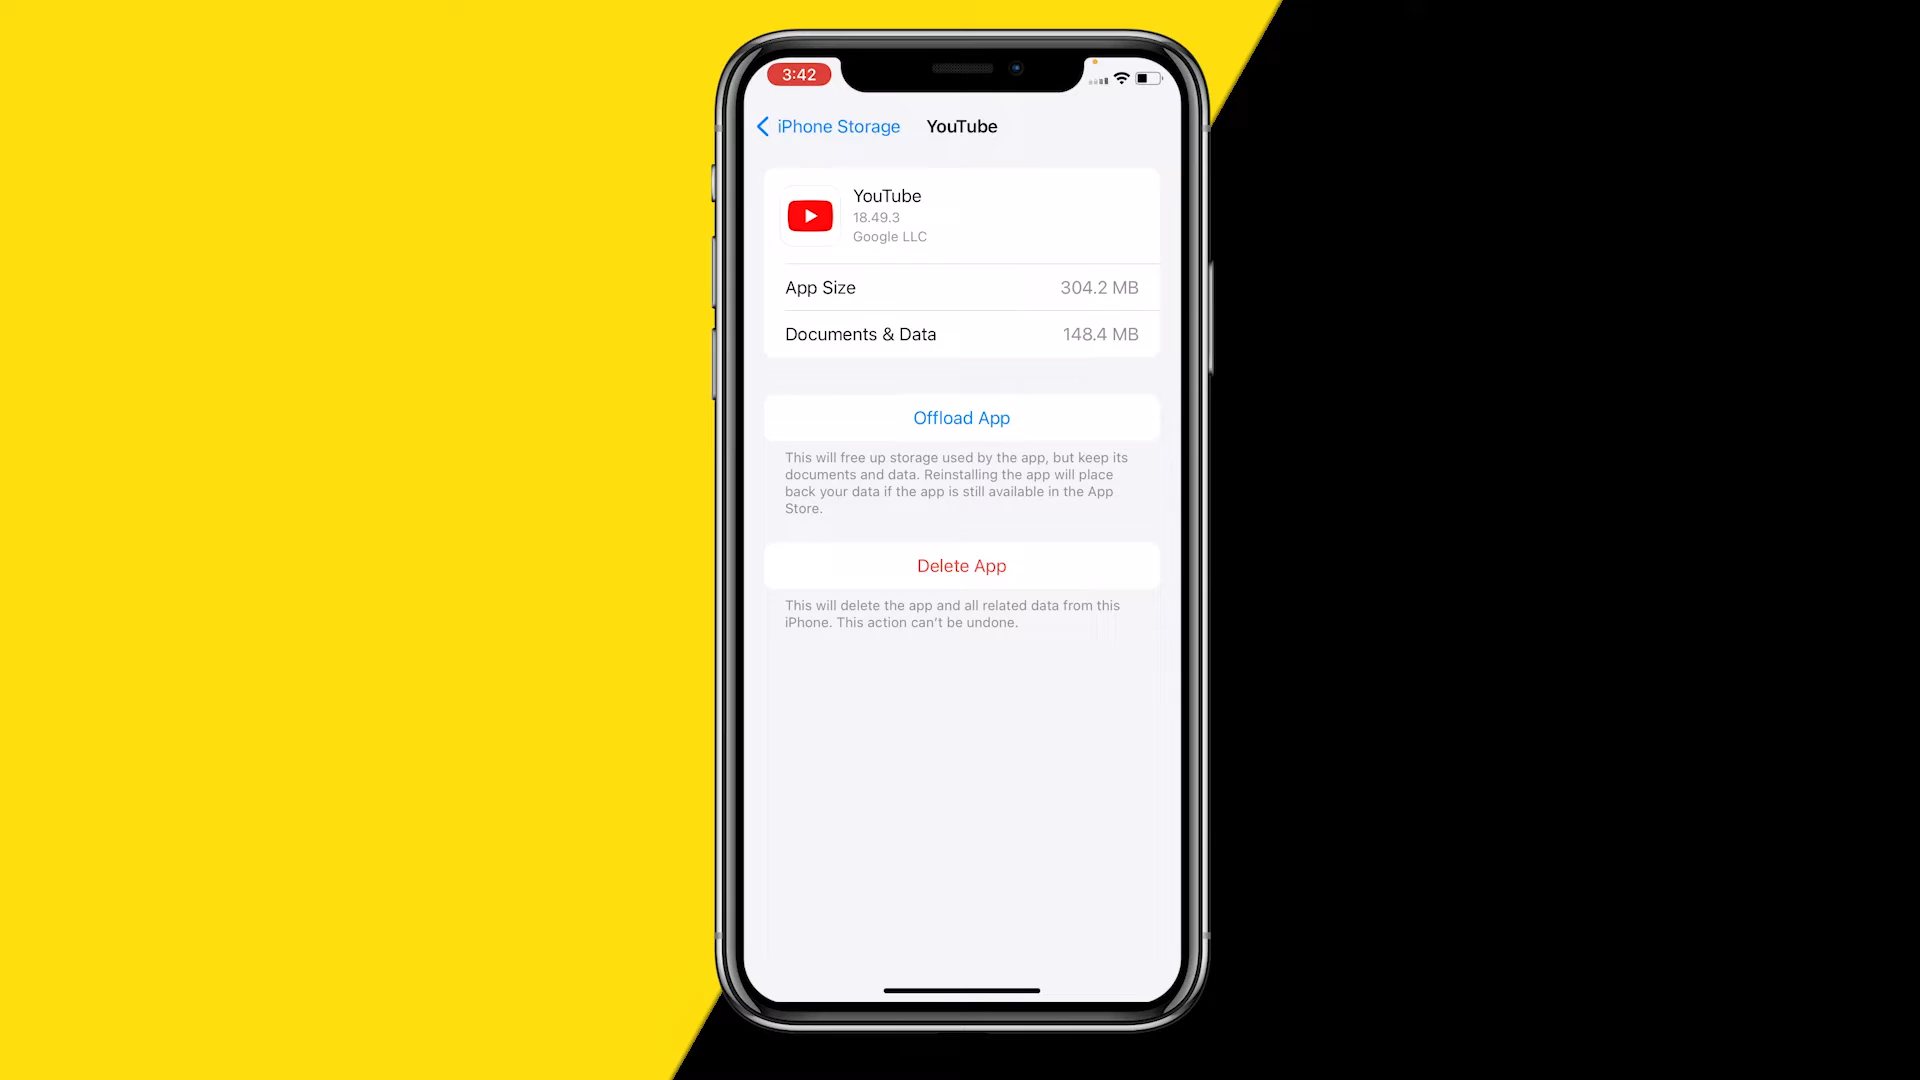 3:42
iPhone Storage
YouTube
YouTube
18.49.3
Google LLC
App Size 304.2 MB
Documents & Data 148.4 MB
Offload App
This will free up storage used by the app, but keep its
documents and data. Reinstalling the app will place
back your data if the app is still available in the App
Store.
Delete App
This will delete the app and all related data from this
iPhone. This action can't be undone.